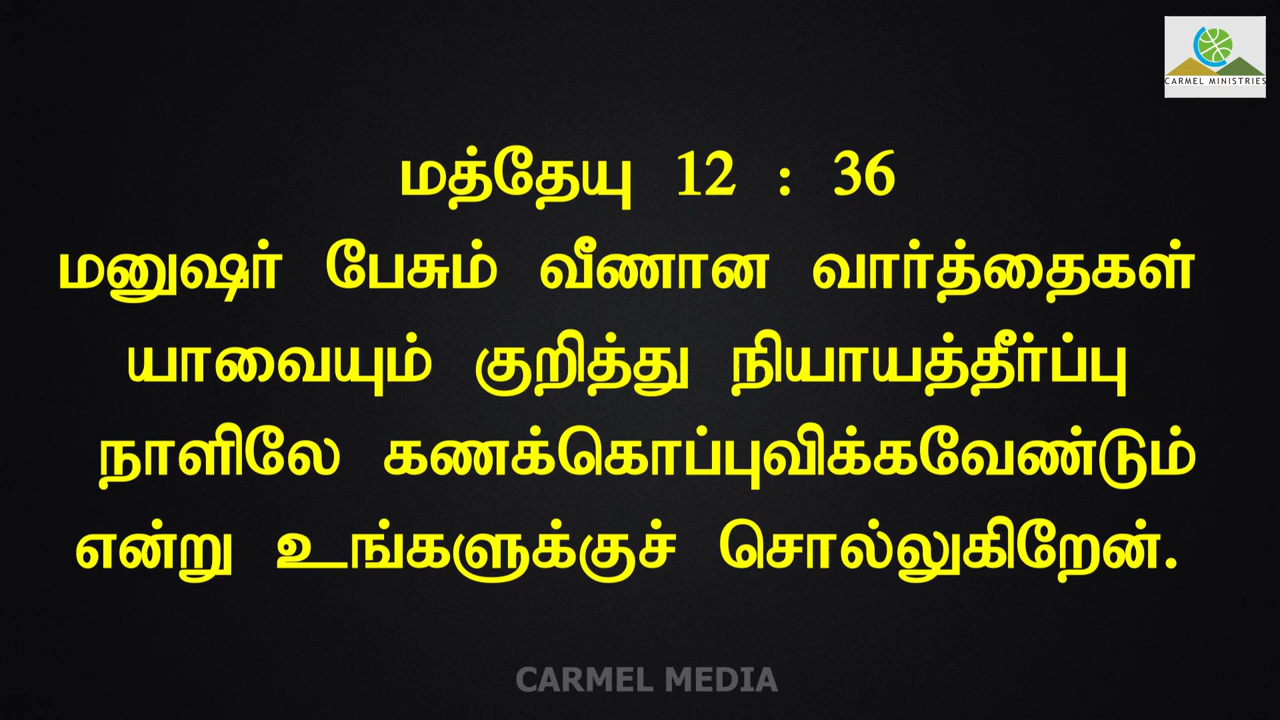 CARMEL MINISTRIES
மத்தேயு 12 : 36
மனுஷர் பேசும் வீணான வார்த்தைகள்
யாவையும் குறித்து நியாயத்தீர்ப்பு
நாளிலே கணக்கொப்புவிக்கவேண்டும்
என்று உங்களுக்குச் சொல்லுகிறேன்.
CARMEL MEDIA